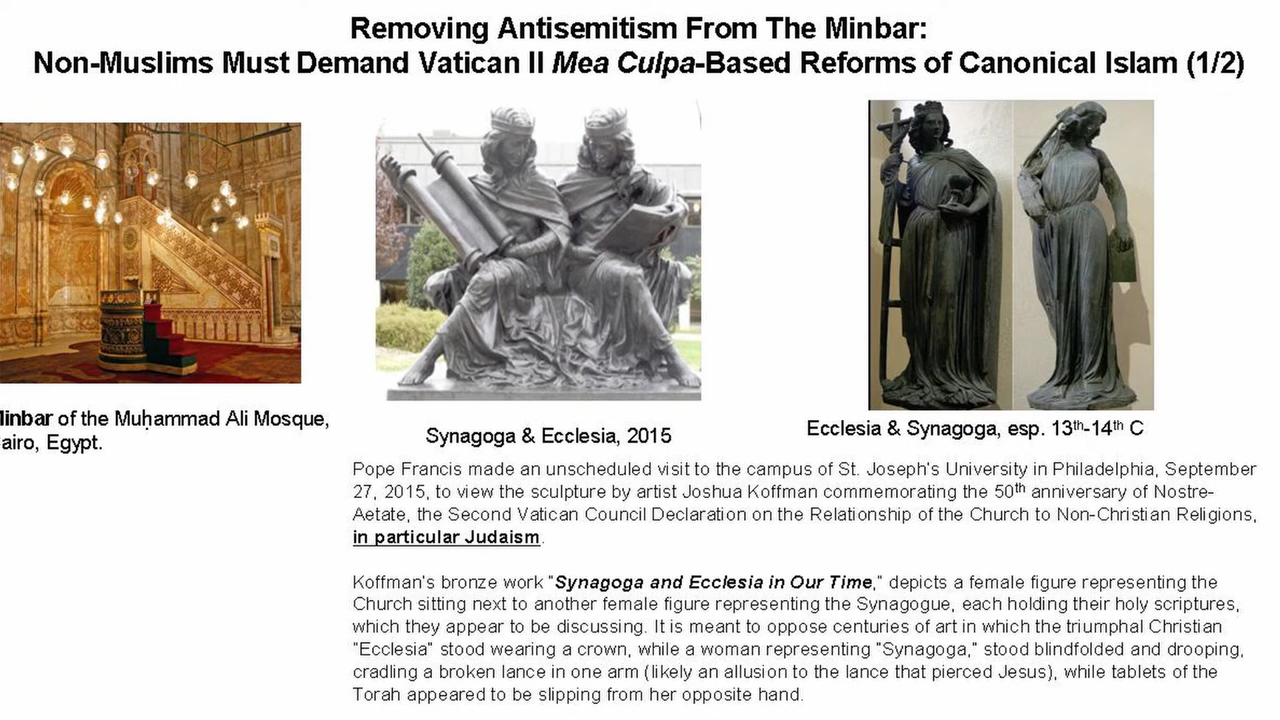 Removing Antisemitism From The Minbar:
Non-Muslims Must Demand Vatican II Mea Culpa-Based Reforms of Canonical Islam (1/2)
of the Muḥammad Ali Mosque,
Egypt.
Synagoga & Ecclesia, 2015
Ecclesia & Synagoga, esp. 13th-14th C
Pope Francis made an unscheduled visit to the campus of St. Joseph's University in Philadelphia, September
27, 2015, to view the sculpture by artist Joshua Koffman commemorating the 50th anniversary of Nostre-
Aetate, the Second Vatican Council Declaration on the Relationship of the Church to Non-Christian Religions,
in particular Judaism.
Koffman's bronze work "Synagoga and Ecclesia in Our Time," depicts a female figure representing the
Church sitting next to another female figure representing the Synagogue, each holding their holy scriptures,
which they appear to be discussing. It is meant to oppose centuries of art in which the triumphal Christian
"Ecclesia" stood wearing a crown, while a woman representing "Synagoga," stood blindfolded and drooping,
cradling a broken lance in one arm (likely an allusion to the lance that pierced Jesus), while tablets of the
Torah appeared to be slipping from her opposite hand.